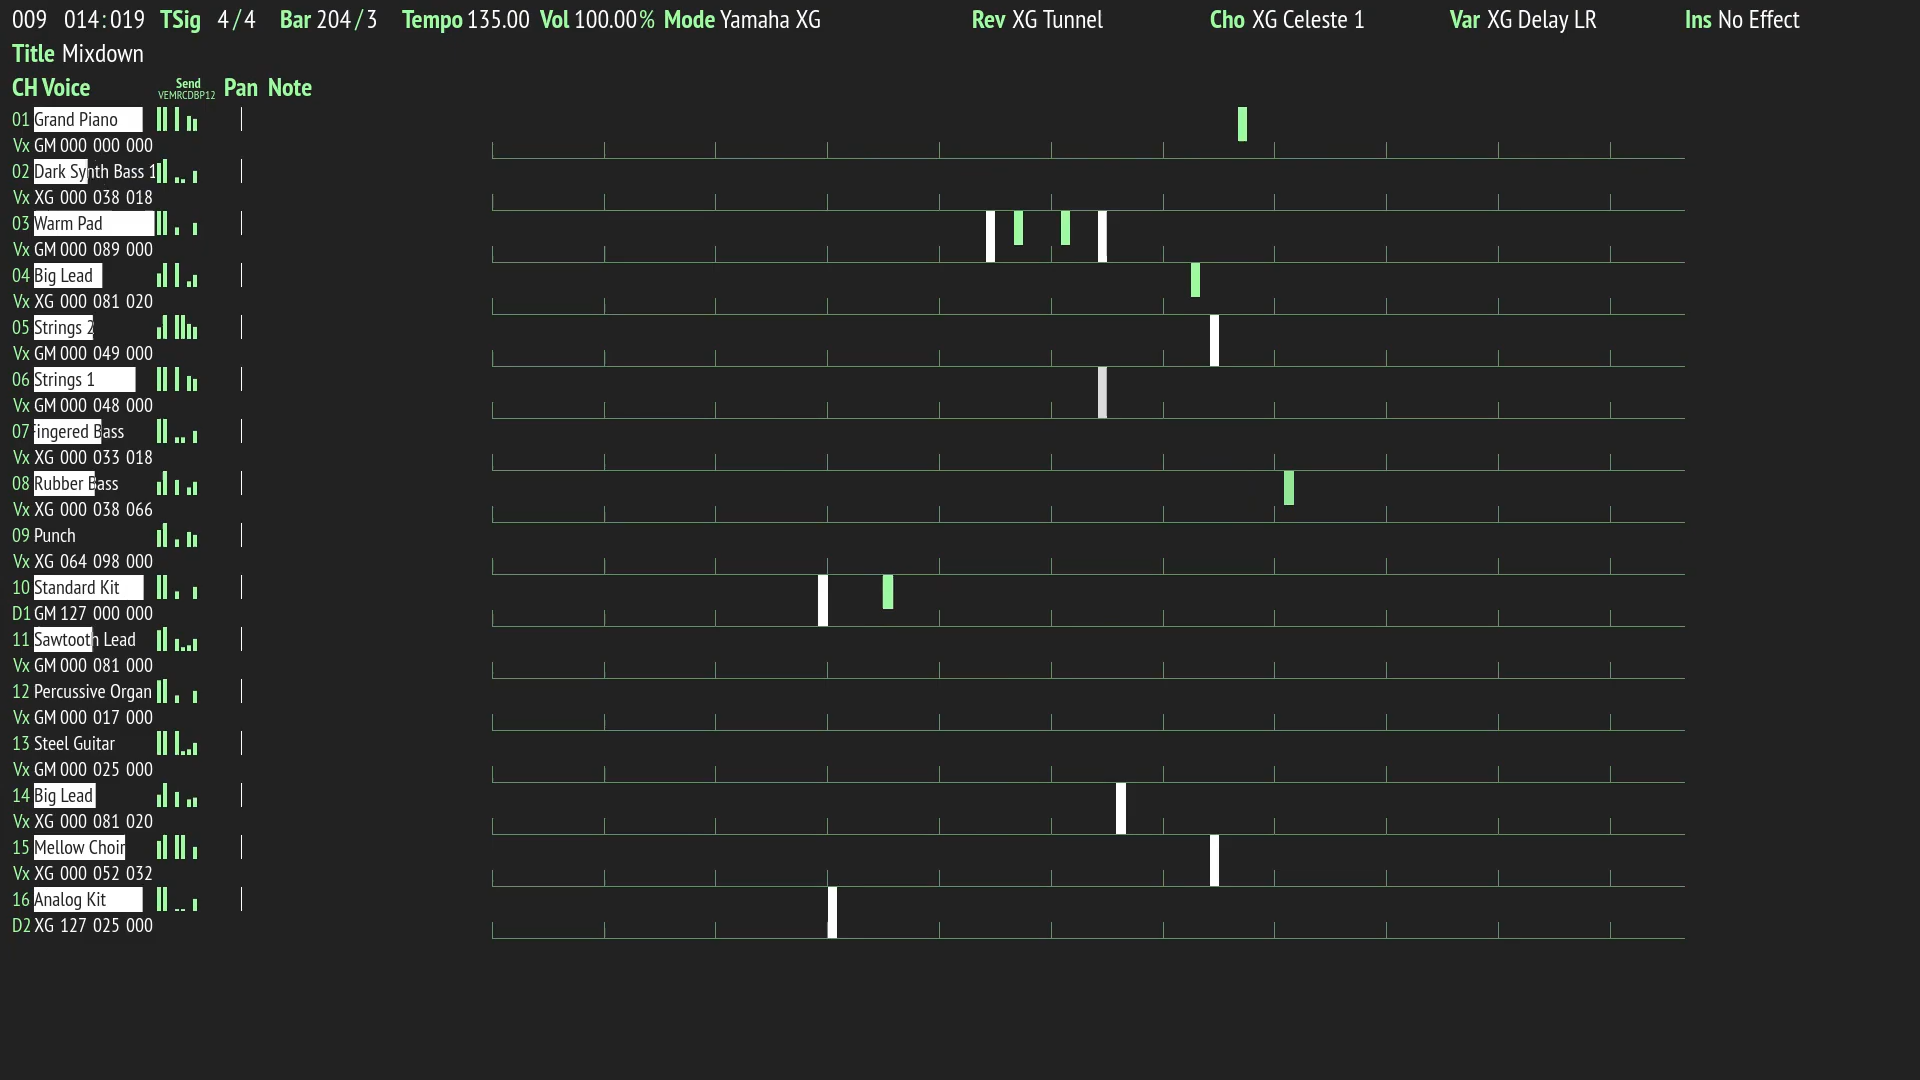 009 014:019 TSig 4/4 Bar 204/3 Tempo 135.00 Vol 100.00% Mode Yamaha XG Rev XG Tunnel Cho XG Celeste 1 Var XG Delay LR Ins No Effect
Title Mixdown
CH Voice Send VEMRCDBP12 Pan Note
01 Grand Piano
Vx GM 000 000 000
02 Dark Synth Bass 1
Vx XG 000 038 018
03 Warm Pad
Vx GM 000 089 000
04 Big Lead
Vx XG 000 081 020
05 Strings 2
Vx GM 000 049 000
06 Strings 1
Vx GM 000 048 000
07 Fingered Bass
Vx XG 000 033 018
08 Rubber Bass
Vx XG 000 038 066
09 Punch
Vx XG 064 098 000
10 Standard Kit
D1 GM 127 000 000
11 Sawtooth Lead
Vx GM 000 081 000
12 Percussive Organ
Vx GM 000 017 000
13 Steel Guitar
Vx GM 000 025 000
14 Big Lead
Vx XG 000 081 020
15 Mellow Choir
Vx XG 000 052 032
16 Analog Kit
D2 XG 127 025 000